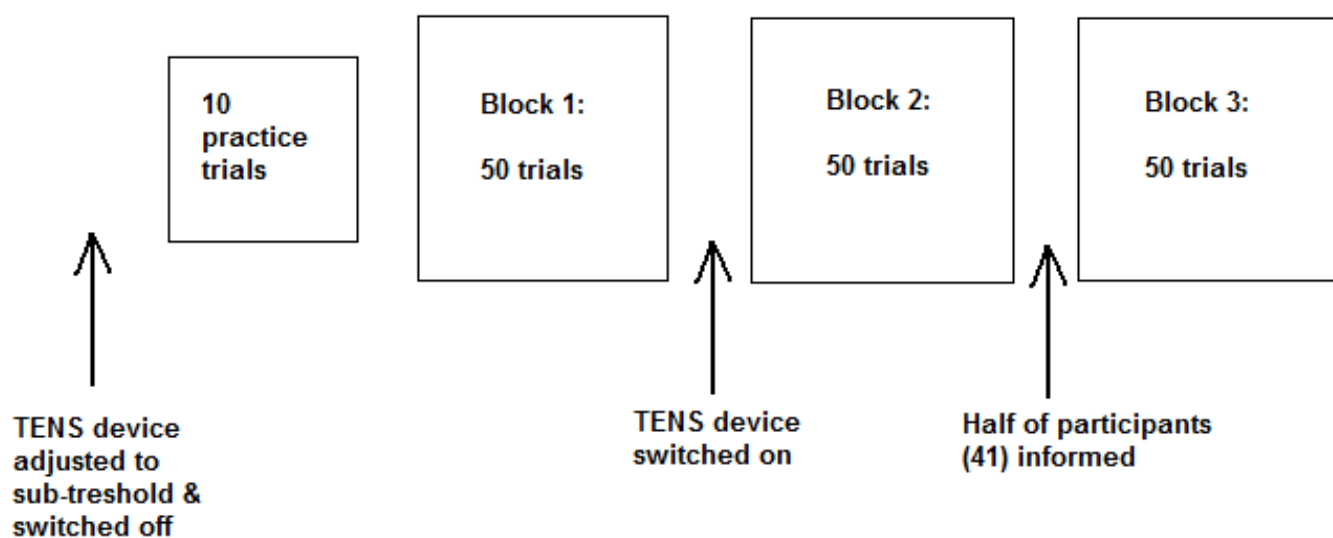 10
practice
trials
Block 1:
50 trials
Block 2:
50 trials
Block 3:
50 trials
TENS device
adjusted to
sub-treshold &
switched off
TENS device
switched on
Half of participants
(41) informed